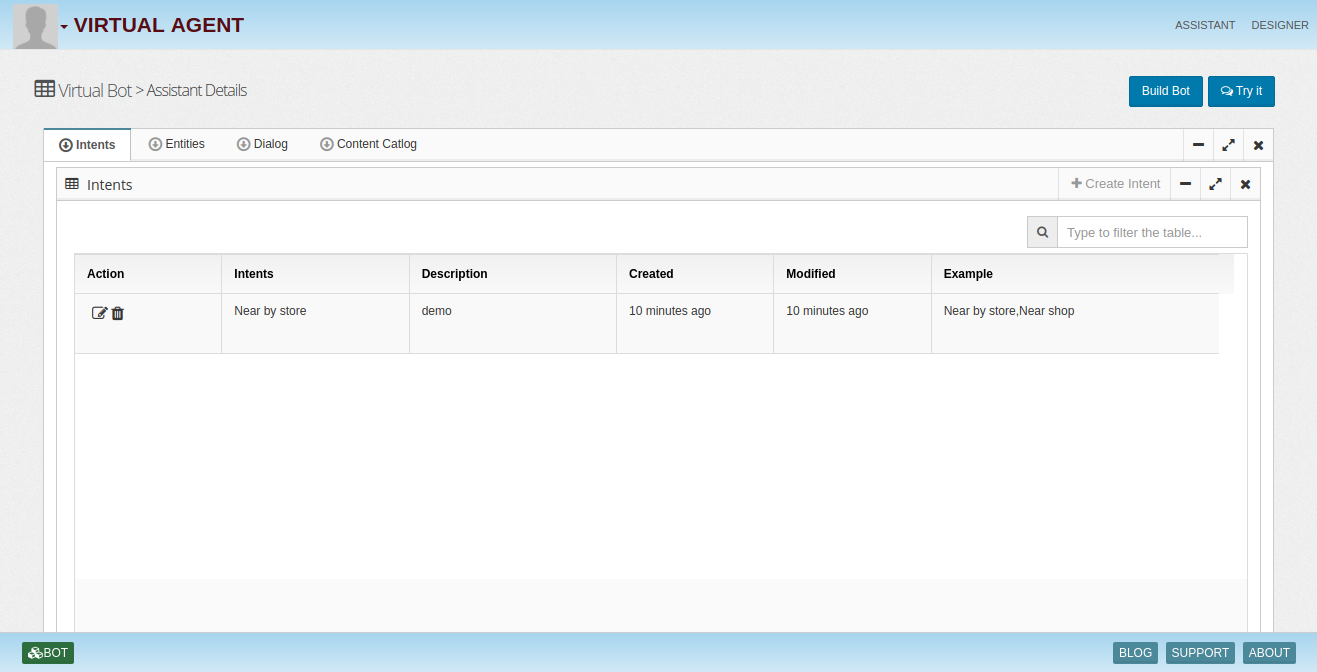 VIRTUAL AGENT
ASSISTANT DESIGNER
Virtual Bot > Assistant Details
Build Bot Try it
Intents Entities Dialog Content Catlog
Intents
Create Intent
Type to filter the table...
Action Intents Description Created Modified Example
Near by store demo 10 minutes ago 10 minutes ago Near by store,Near shop
BOT BLOG SUPPORT ABOUT